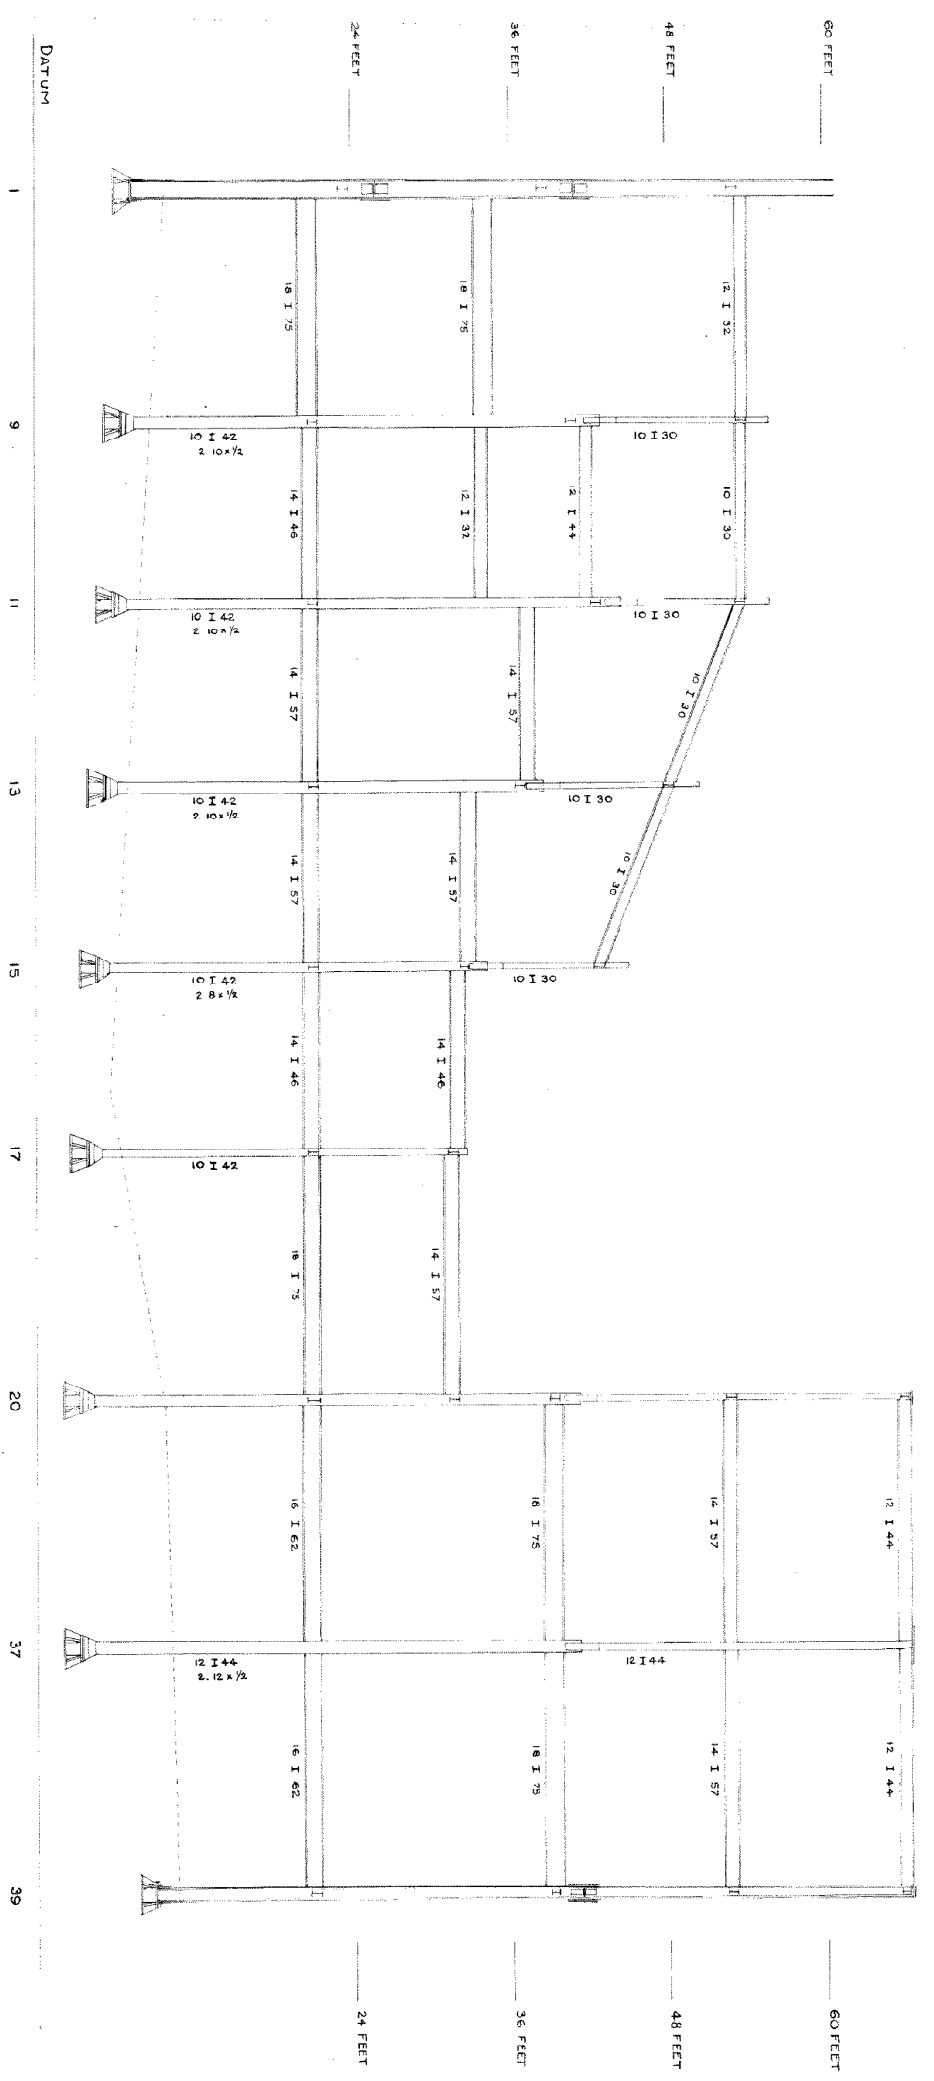 60 FEET
48 FEET
36 FEET
24 FEET
DATUM
1
18 I 75
18 I 75
12 I 32
9
10 I 42
2. 10 x 1/2
10 I 30
14 I 46
12 I 32
12 I 44
10 I 30
11
10 I 42
2 10 x 1/2
10 I 30
14 I 57
14 I 57
10 I 30
13
10 I 42
2. 10 x 1/2
10 I 30
14 I 57
14 I 57
10 I 30
15
10 I 42
2 8 x 1/2
10 I 30
14 I 46
14 I 46
17
10 I 42
18 I 75
14 I 57
20
16 I 62
18 I 75
14 I 57
12 I 44
37
12 I 44
2. 12 x 1/2
12 I 44
16 I 62
18 I 75
14 I 57
12 I 44
39
24 FEET
36 FEET
48 FEET
60 FEET